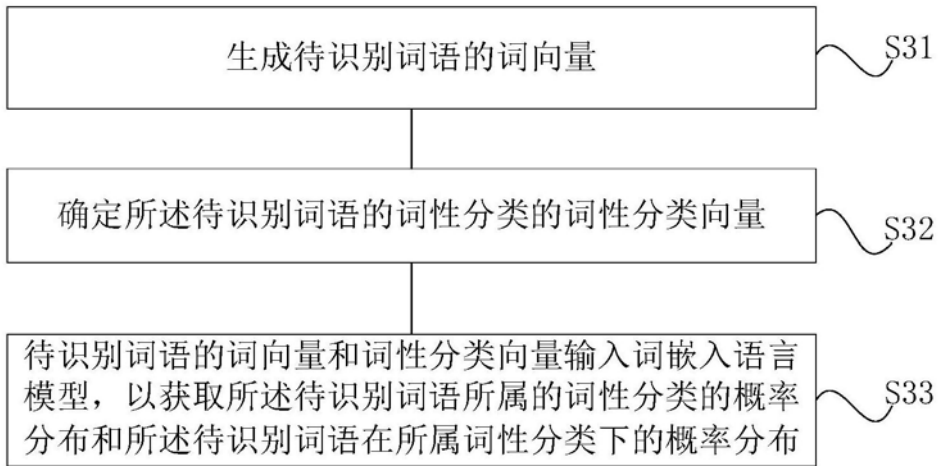 生成待识别词语的词向量
S31
确定所述待识别词语的词性分类的词性分类向量
S32
待识别词语的词向量和词性分类向量输入词嵌入语言
模型，以获取所述待识别词语所属的词性分类的概率
分布和所述待识别词语在所属词性分类下的概率分布
S33